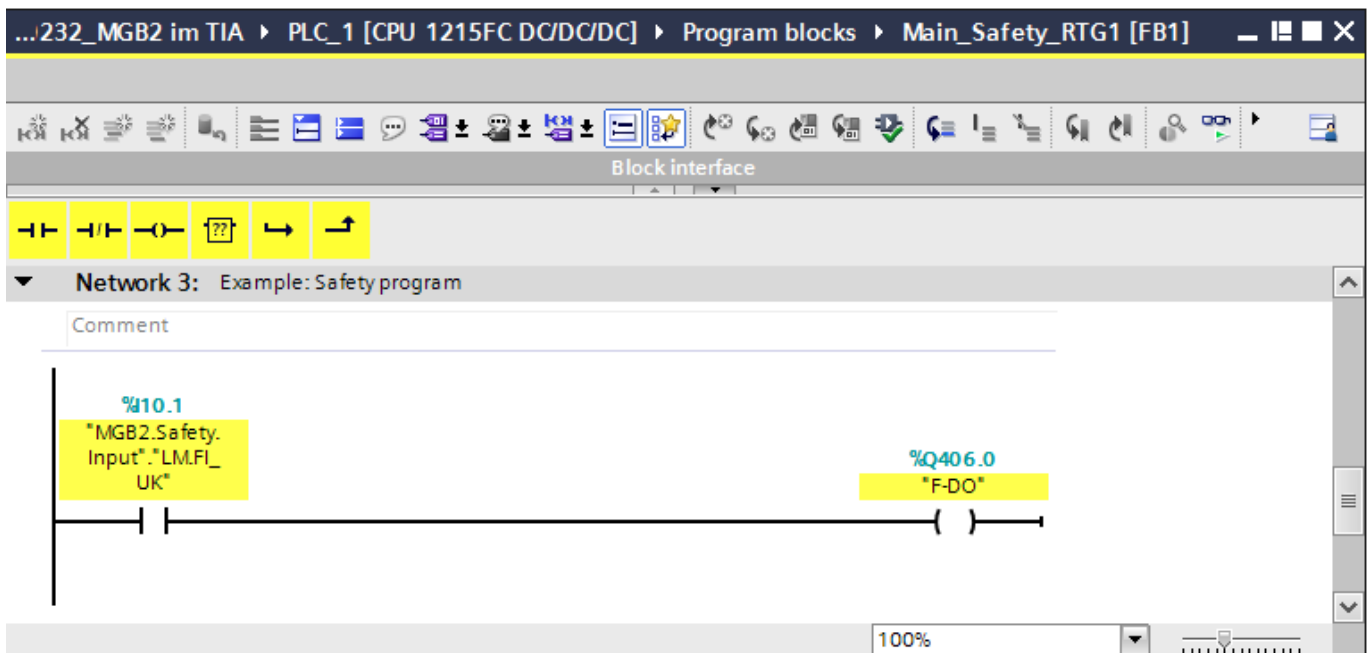 ...232_MGB2 im TIA ▸ PLC_1 [CPU 1215FC DC/DC/DC] ▸ Program blocks ▸ Main_Safety_RTG1 [FB1]
Block interface
??
Network 3: Example: Safety program
Comment
%I10.1
"MGB2.Safety.
Input"."LM.FI_
UK"
%Q406.0
"F-DO"
100%